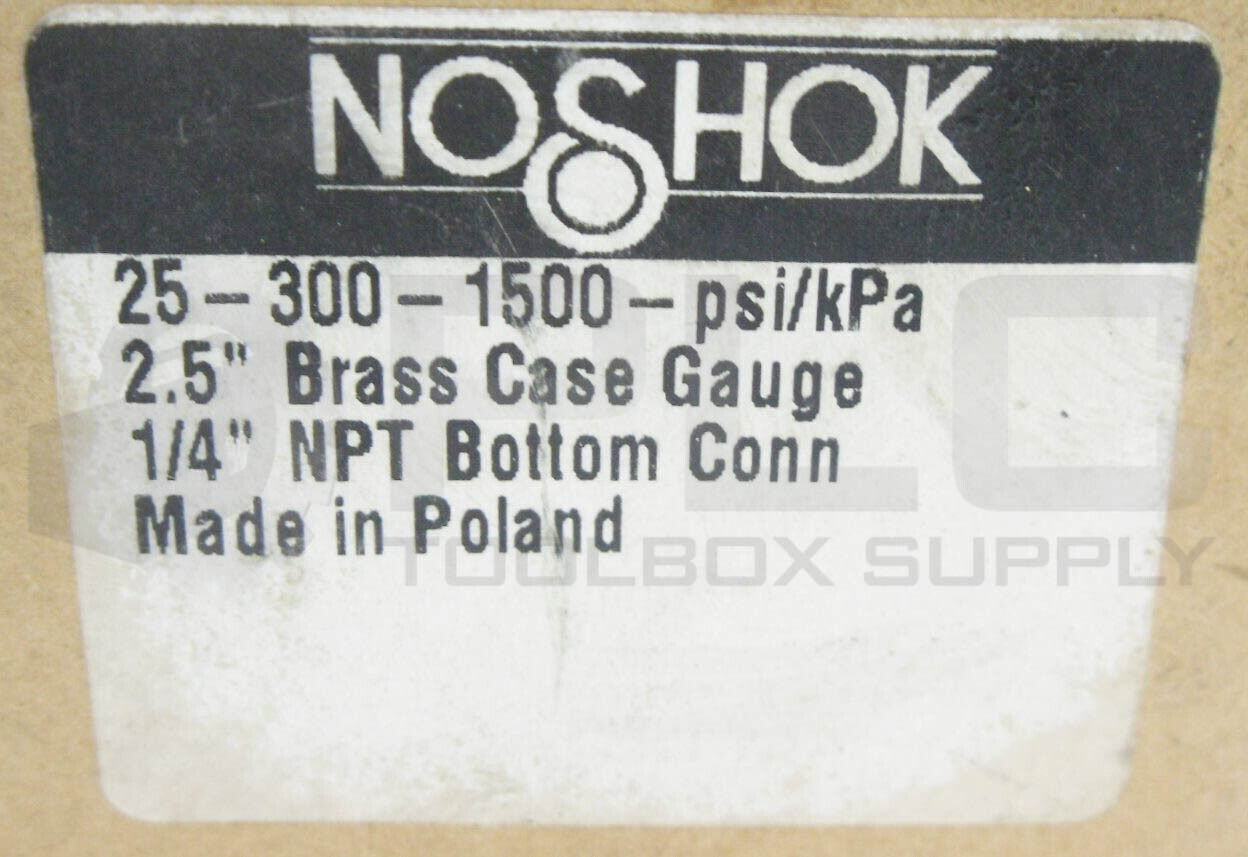 NOSHOK
25-300-1500-psi/kPa
2.5" Brass Case Gauge
1/4" NPT Bottom Conn
Made in Poland
PLC
TOOLBOX SUPPLY